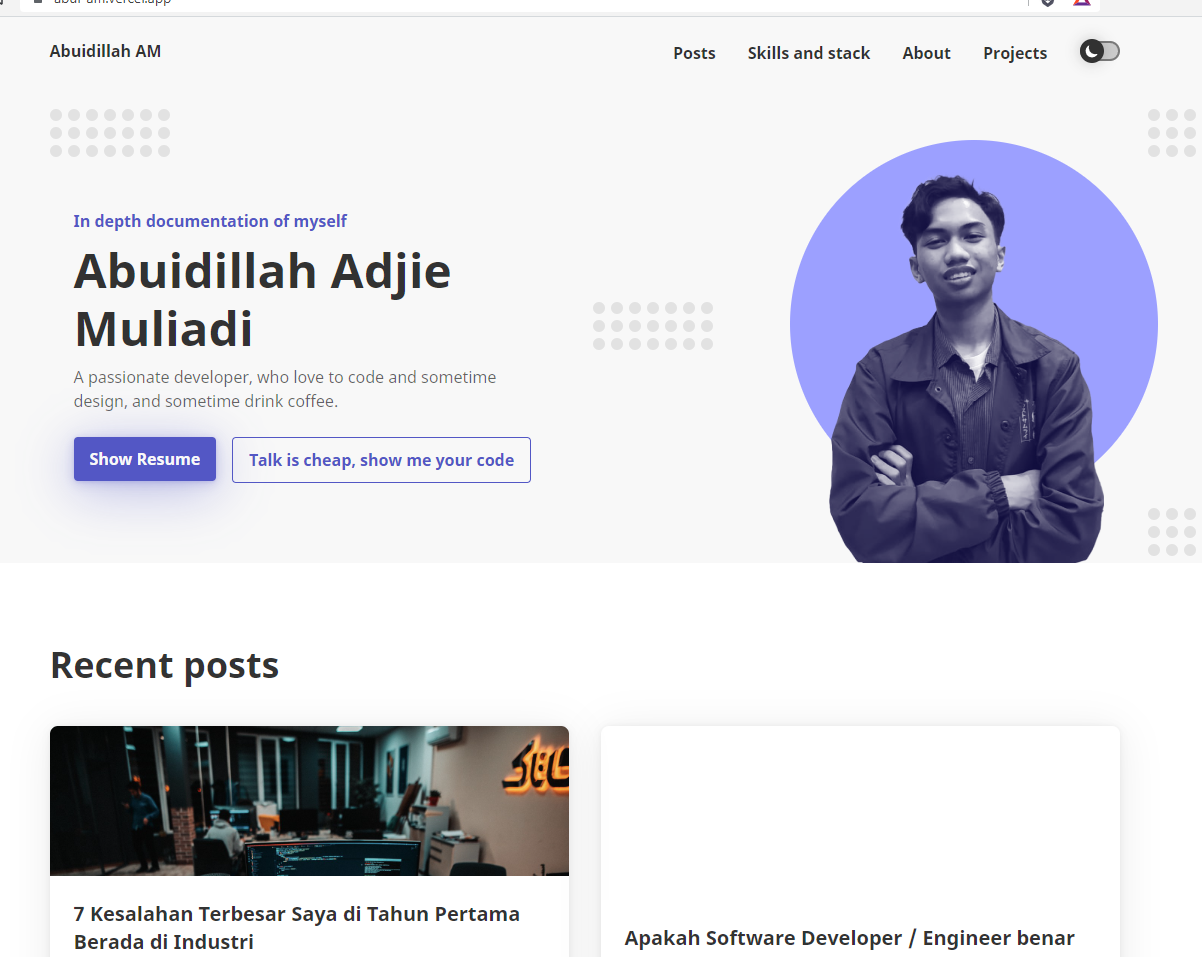 Abuidillah AM
Posts
Skills and stack
About
Projects
In depth documentation of myself
Abuidillah Adjie
Muliadi
A passionate developer, who love to code and sometime
design, and sometime drink coffee.
Show Resume
Talk is cheap, show me your code
Recent posts
7 Kesalahan Terbesar Saya di Tahun Pertama
Berada di Industri
Apakah Software Developer / Engineer benar